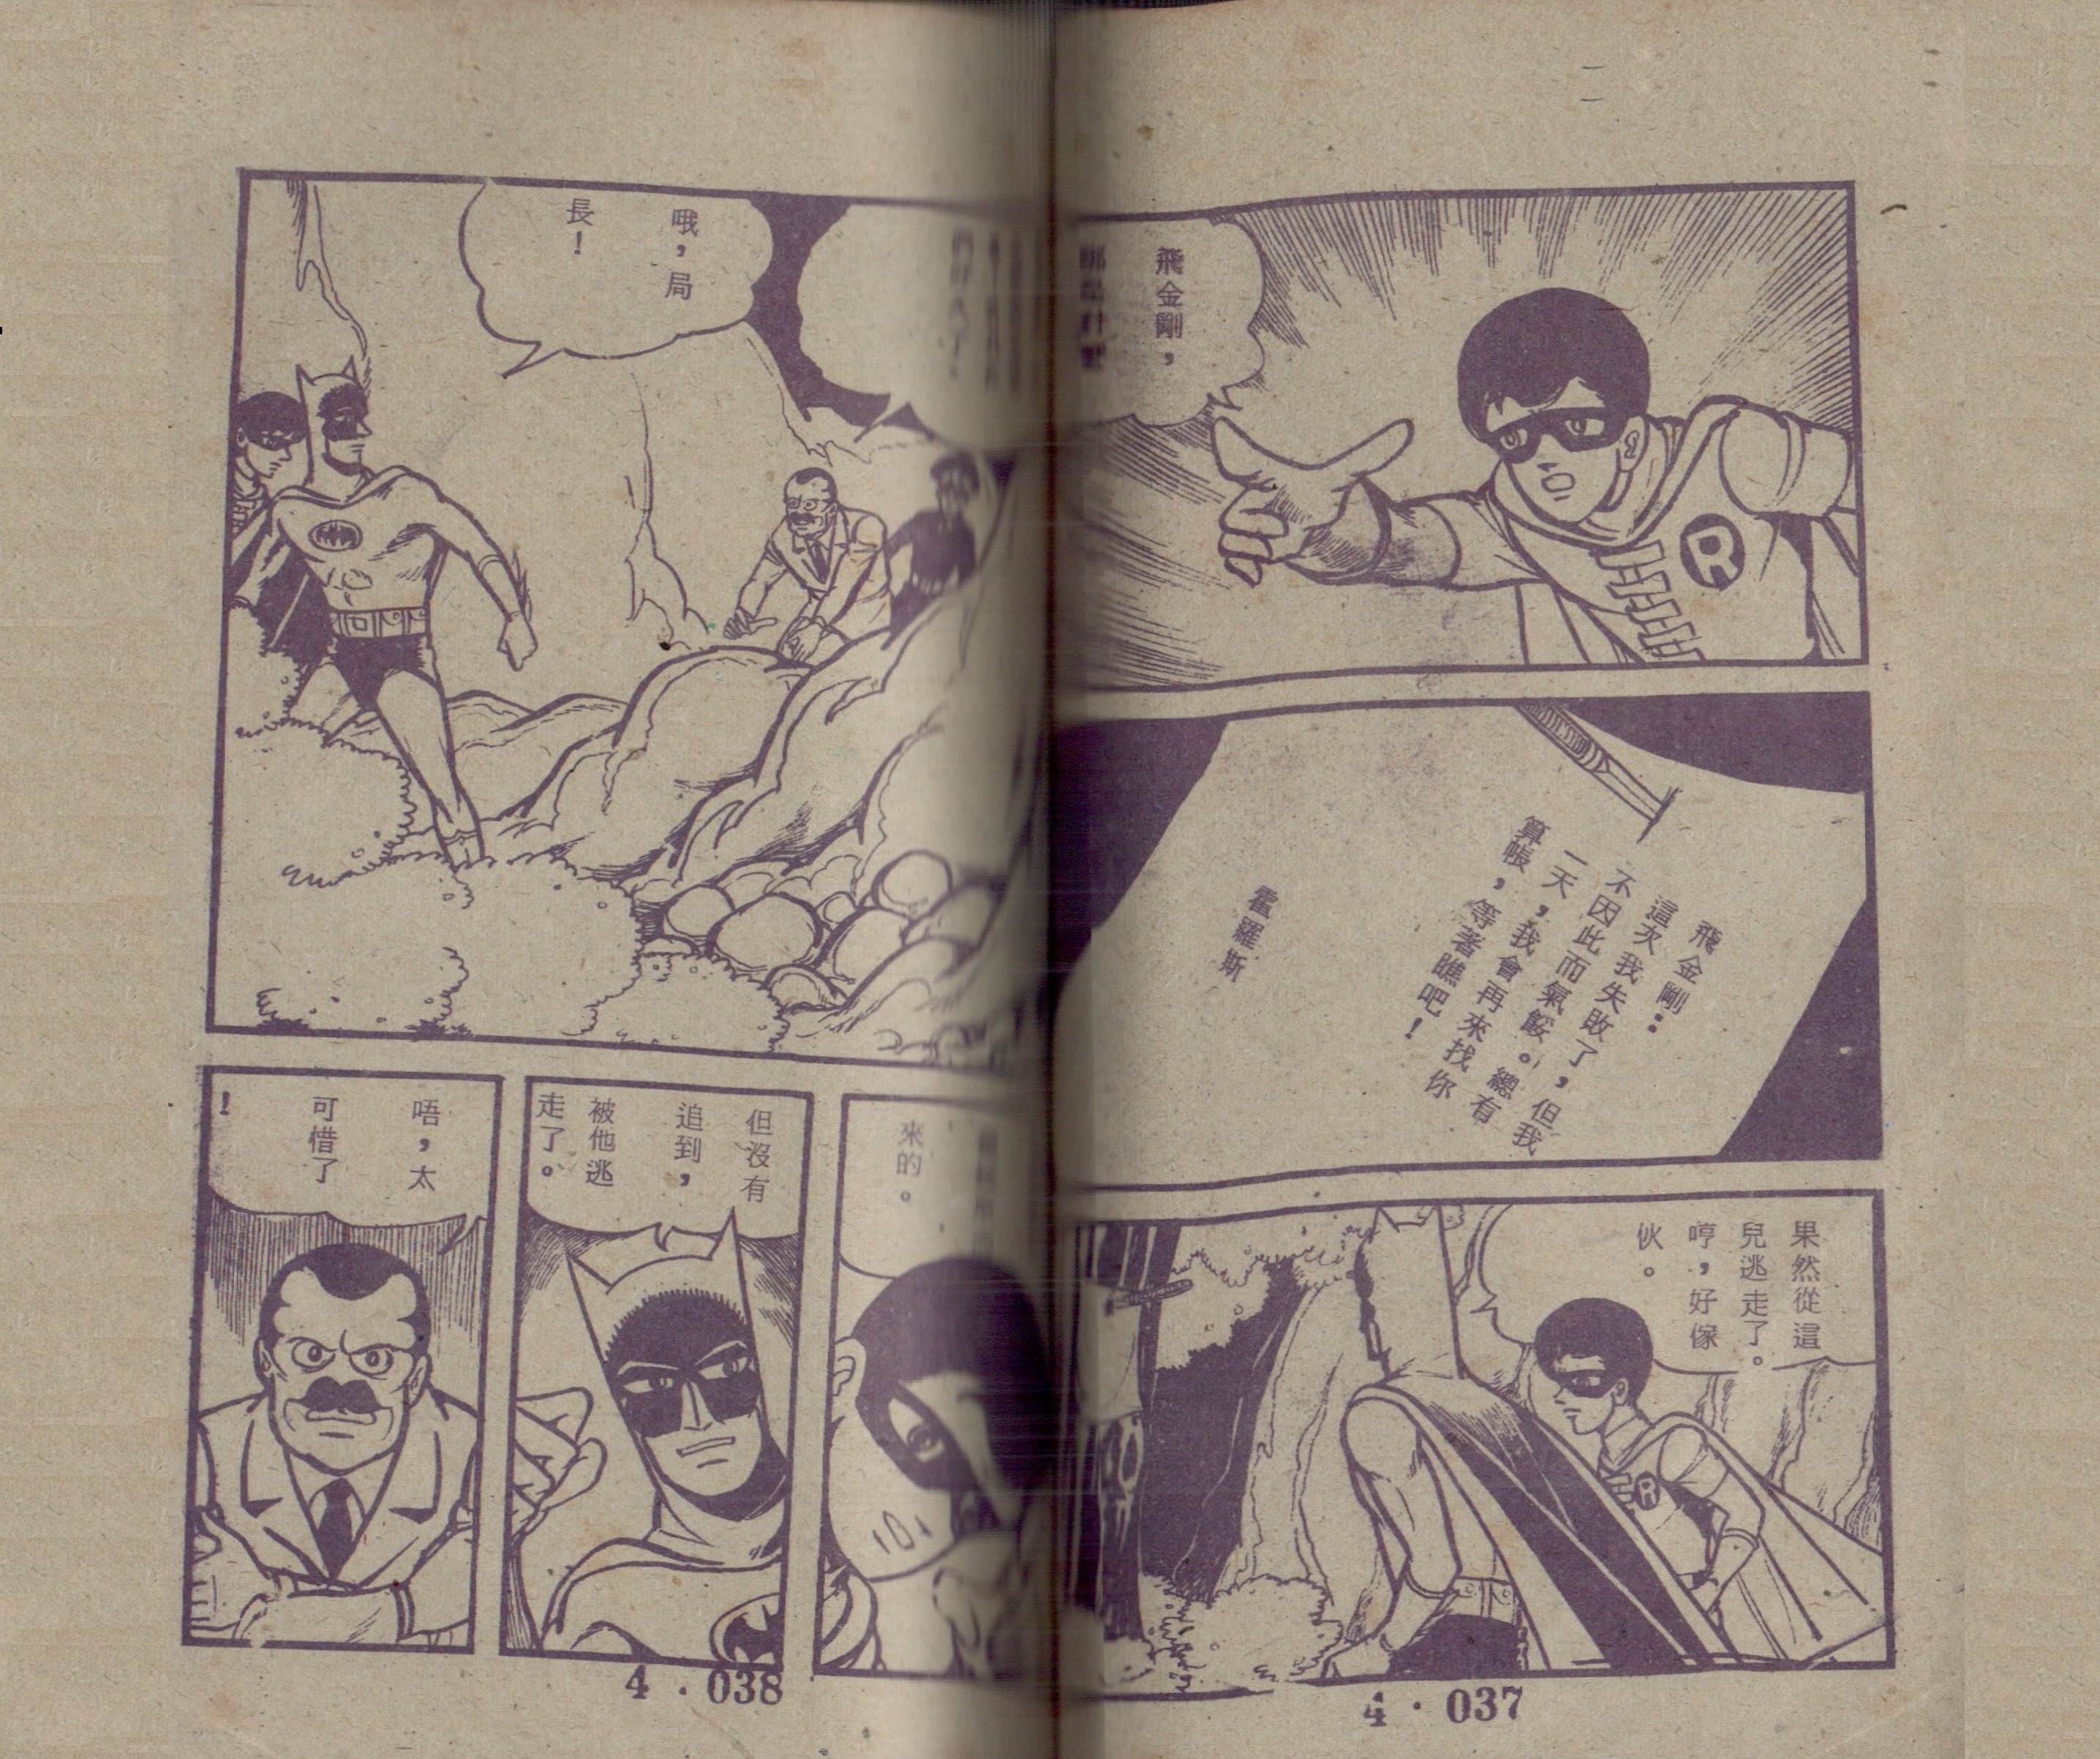 飛金剛，
R
飛金剛：
這次我失敗了，但我
不因此而氣餒。總有
一天，我會再來找你
算帳，等著瞧吧！
霍羅斯
果然從這
兒逃走了。
哼，好傢
伙。
R
4．037
哦，局
長！
來的。
但沒有
追到，
被他逃
走了。
唔，太
可惜了
！
4．038